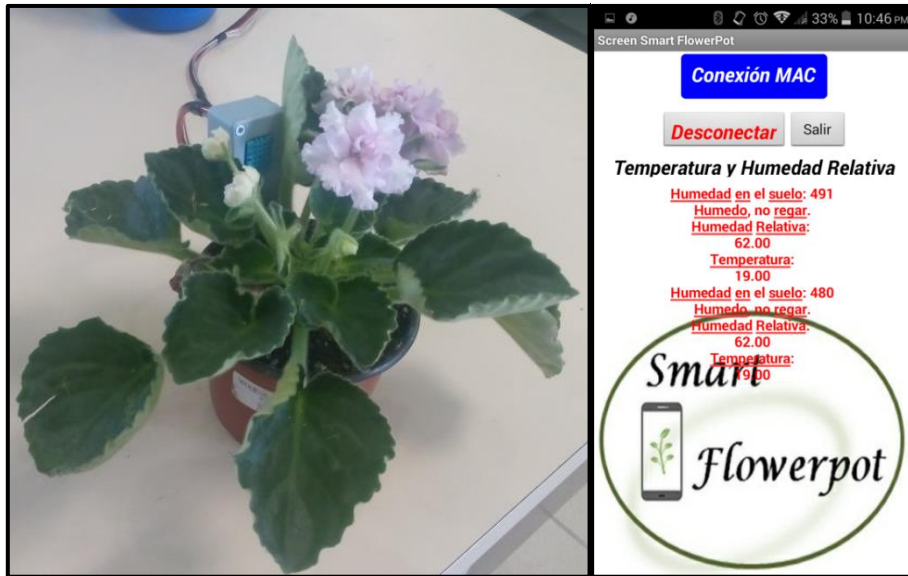 33% 10:46 PM
Screen Smart FlowerPot
Conexión MAC
Desconectar Salir
Temperatura y Humedad Relativa
Humedad en el suelo: 491
Humedo, no regar.
Humedad Relativa:
62.00
Temperatura:
19.00
Humedad en el suelo: 480
Humedo, no regar.
Humedad Relativa:
62.00
Temperatura:
19.00
Smart
Flowerpot